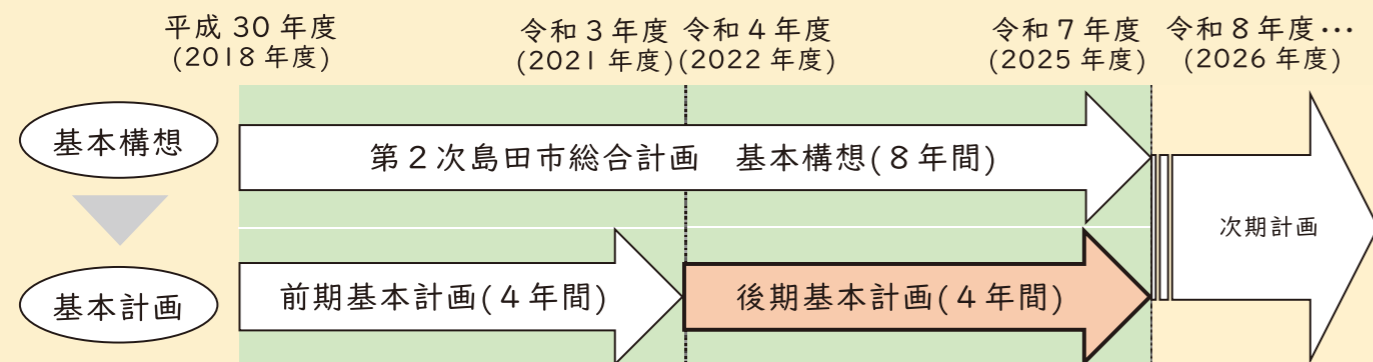 平成30年度
(2018年度)
令和3年度
(2021年度)
令和4年度
(2022年度)
令和7年度
(2025年度)
令和8年度…
(2026年度)
基本構想
第2次島田市総合計画 基本構想(8年間)
次期計画
基本計画
前期基本計画(4年間)
後期基本計画(4年間)